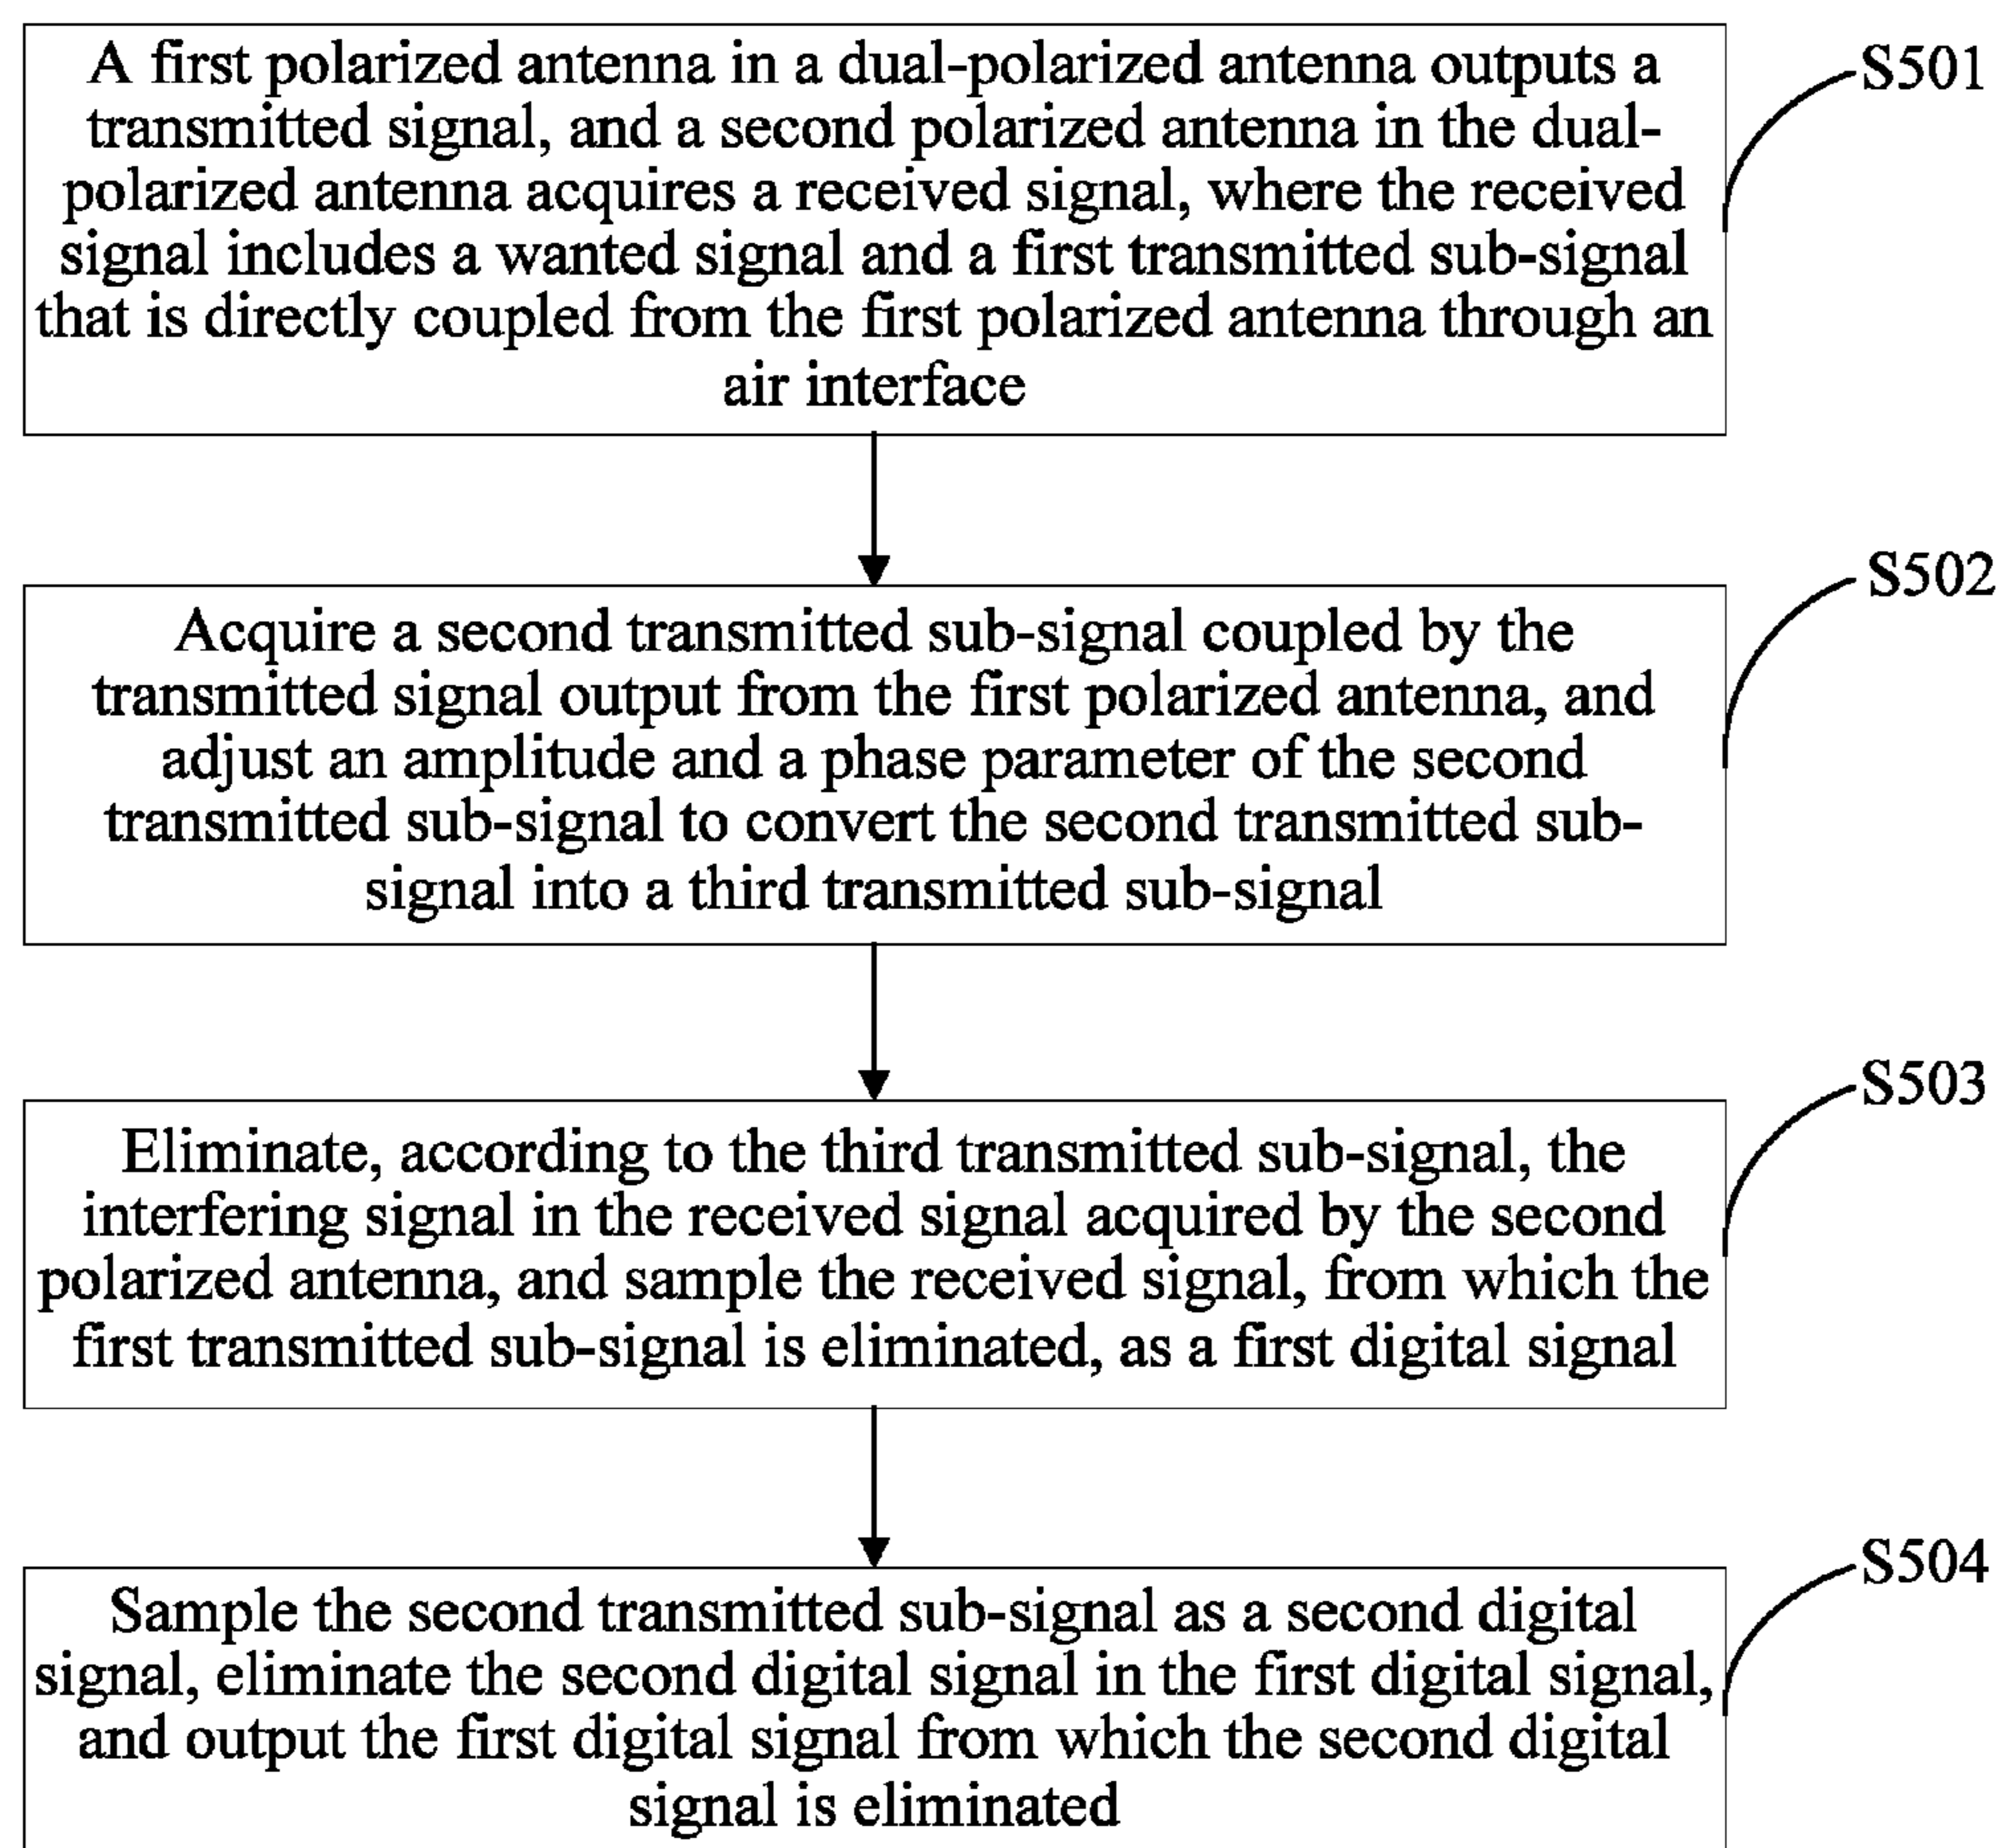 A first polarized antenna in a dual-polarized antenna outputs a
transmitted signal, and a second polarized antenna in the dual-
polarized antenna acquires a received signal, where the received
signal includes a wanted signal and a first transmitted sub-signal
that is directly coupled from the first polarized antenna through an
air interface
S501
Acquire a second transmitted sub-signal coupled by the
transmitted signal output from the first polarized antenna, and
adjust an amplitude and a phase parameter of the second
transmitted sub-signal to convert the second transmitted sub-
signal into a third transmitted sub-signal
S502
Eliminate, according to the third transmitted sub-signal, the
interfering signal in the received signal acquired by the second
polarized antenna, and sample the received signal, from which the
first transmitted sub-signal is eliminated, as a first digital signal
S503
Sample the second transmitted sub-signal as a second digital
signal, eliminate the second digital signal in the first digital signal,
and output the first digital signal from which the second digital
signal is eliminated
S504